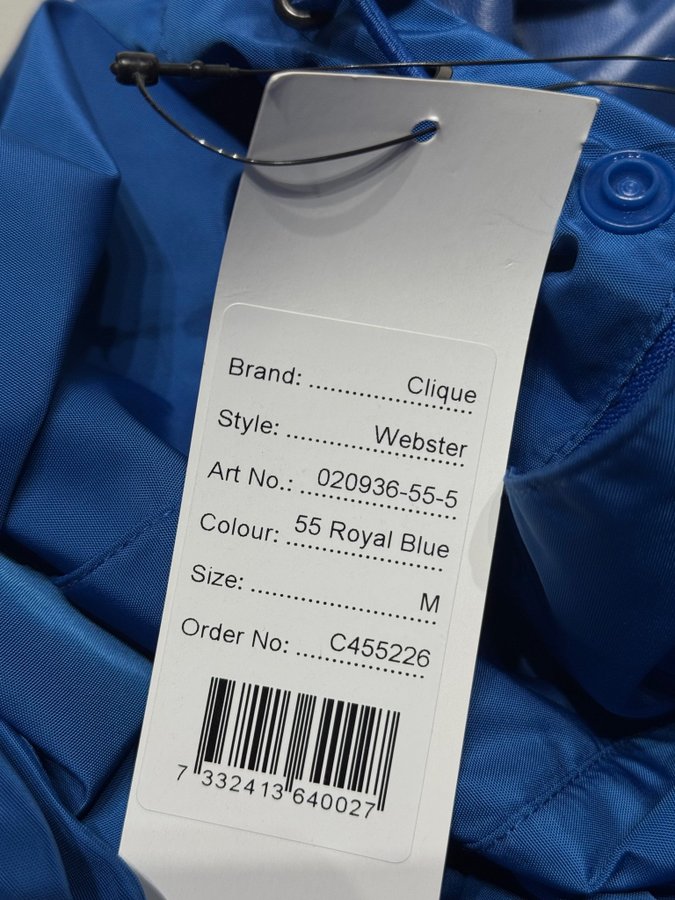 Brand: ........................ Clique
Style: ........................ Webster
Art No.: ........................ 020936-55-5
Colour: ........................ 55 Royal Blue
Size: ........................ M
Order No: .................. C455226
7 332413 640027